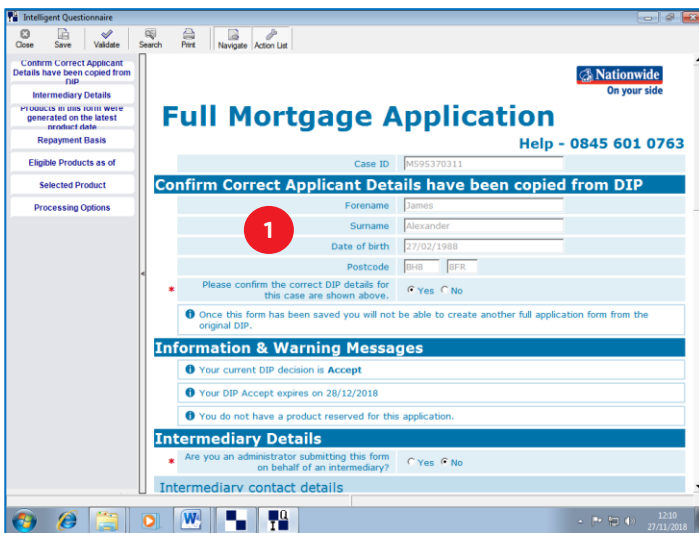 Intelligent Questionnaire
Close Save Validate Search Print Navigate Action List
Confirm Correct Applicant
Details have been copied from
DIP
Intermediary Details
Products in this form were
generated on the latest
product date
Repayment Basis
Eligible Products as of
Selected Product
Processing Options
Nationwide
On your side
Full Mortgage Application
Help - 0845 601 0763
Case ID MS95370311
Confirm Correct Applicant Details have been copied from DIP
1
Forename James
Surname Alexander
Date of birth 27/02/1988
Postcode BH8 8FR
* Please confirm the correct DIP details for
this case are shown above. Yes No
Once this form has been saved you will not be able to create another full application form from the
original DIP.
Information & Warning Messages
Your current DIP decision is Accept
Your DIP Accept expires on 28/12/2018
You do not have a product reserved for this application.
Intermediary Details
* Are you an administrator submitting this form
on behalf of an intermediary? Yes No
Intermediary contact details
12:10
27/11/2018